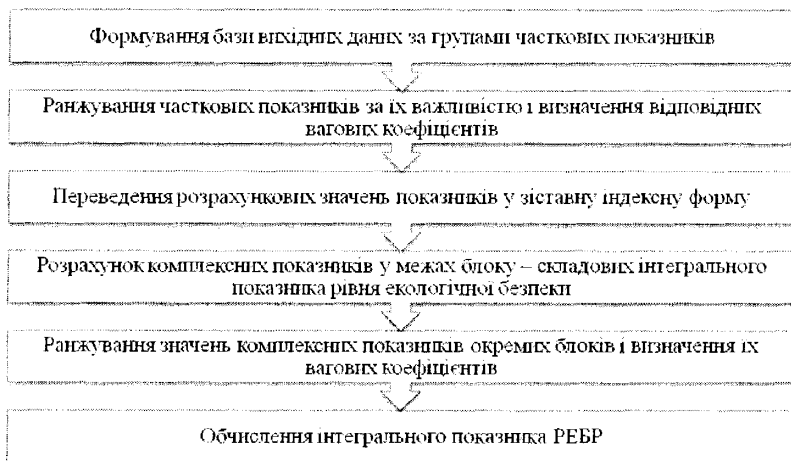 Формування бази вихідних даних за групами часткових показників
Ранжування часткових показників за їх важливістю і визначення відповідних
вагових коефіцієнтів
Переведення розрахункових значень показників у зіставну індексну форму
Розрахунок комплексних показників у межах блоку – складових інтегрального
показника рівня екологічної безпеки
Ранжування значень комплексних показників окремих блоків і визначення їх
вагових коефіцієнтів
Обчислення інтегрального показника РЕБР